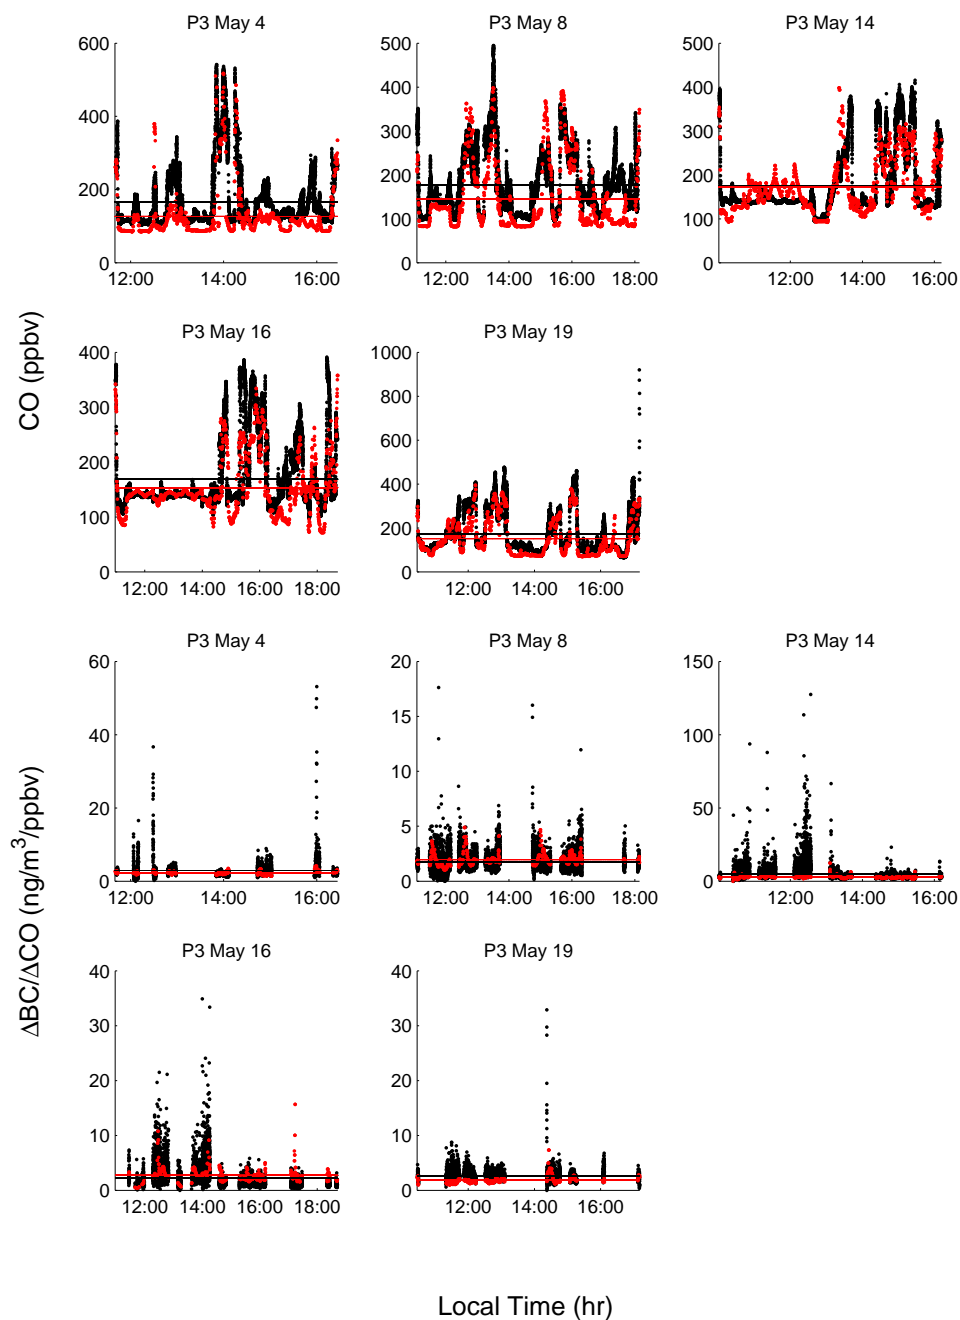 P3 May 4 P3 May 8 P3 May 14
600 500 500
400 400 400
300 300
200 200 200
100 100
0 0 0
12:00 14:00 16:00 12:00 14:00 16:00 18:00 12:00 14:00 16:00
CO (ppbv)
P3 May 16 P3 May 19
400 1000
300 800
600
200 400
100 200
0 0
12:00 14:00 16:00 18:00 12:00 14:00 16:00
P3 May 4 P3 May 8 P3 May 14
60 20 150
40 15 100
10
20 5 50
0 0 0
12:00 14:00 16:00 12:00 14:00 16:00 18:00 12:00 14:00 16:00
ΔBC/ΔCO (ng/m³/ppbv)
P3 May 16 P3 May 19
40 40
30 30
20 20
10 10
0 0
12:00 14:00 16:00 18:00 12:00 14:00 16:00
Local Time (hr)